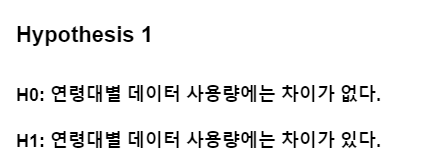 Hypothesis 1
H0: 연령대별 데이터 사용량에는 차이가 없다.
H1: 연령대별 데이터 사용량에는 차이가 있다.